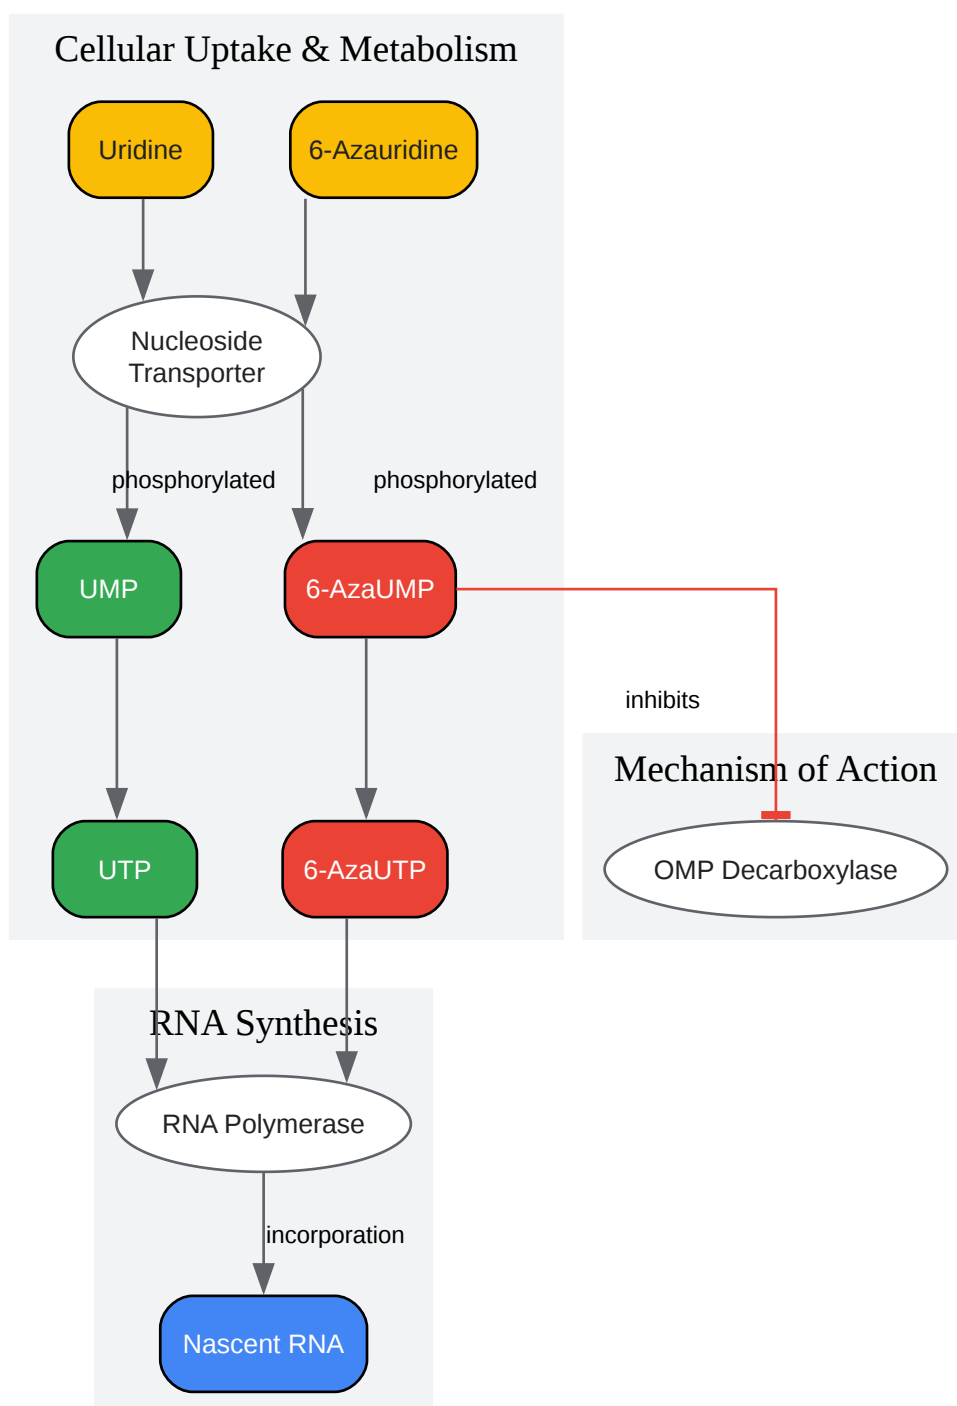 Cellular Uptake & Metabolism
Uridine
6-Azauridine
Nucleoside
Transporter
phosphorylated
phosphorylated
UMP
6-AzaUMP
inhibits
Mechanism of Action
UTP
6-AzaUTP
OMP Decarboxylase
RNA Synthesis
RNA Polymerase
incorporation
Nascent RNA